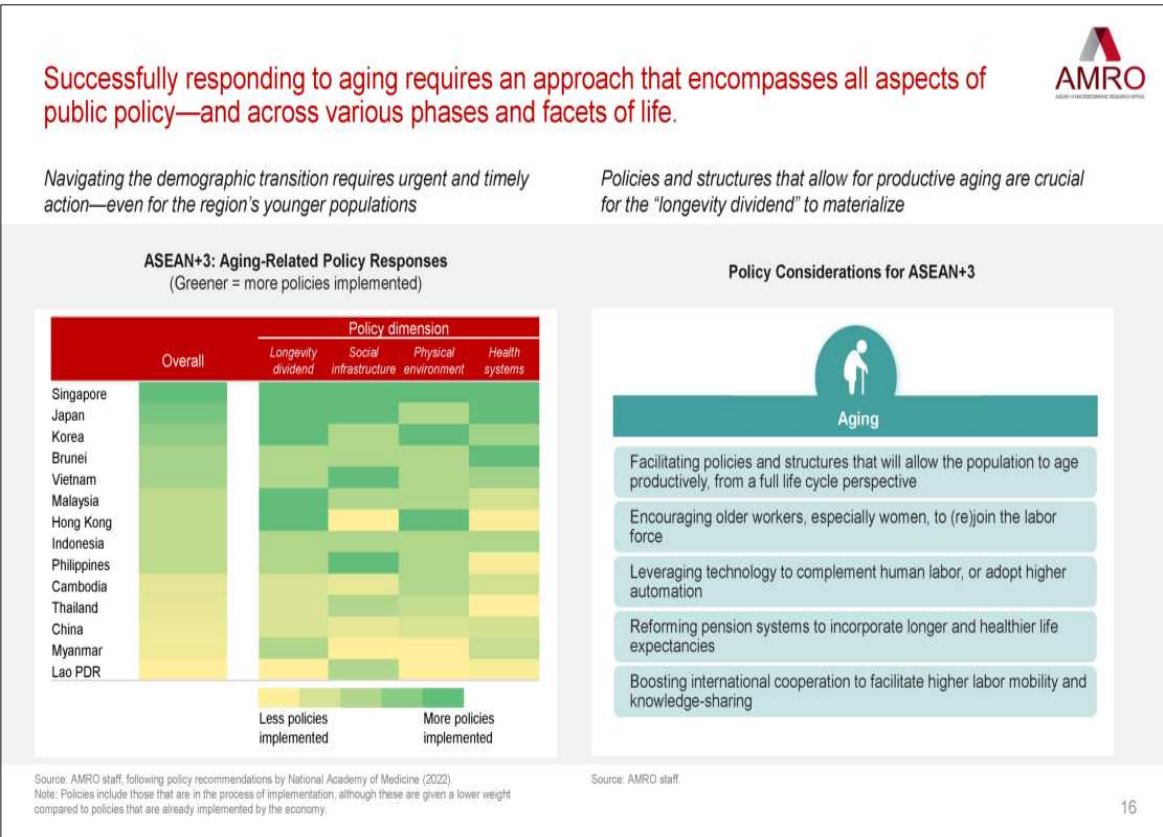 Successfully responding to aging requires an approach that encompasses all aspects of
public policy—and across various phases and facets of life.
AMRO
ASEAN+3 MACROECONOMIC RESEARCH OFFICE
Navigating the demographic transition requires urgent and timely
action—even for the region's younger populations
Policies and structures that allow for productive aging are crucial
for the "longevity dividend" to materialize
ASEAN+3: Aging-Related Policy Responses
(Greener = more policies implemented)
Policy dimension
Overall
Longevity dividend
Social infrastructure
Physical environment
Health systems
Singapore
Japan
Korea
Brunei
Vietnam
Malaysia
Hong Kong
Indonesia
Philippines
Cambodia
Thailand
China
Myanmar
Lao PDR
Less policies
implemented
More policies
implemented
Policy Considerations for ASEAN+3
Aging
Facilitating policies and structures that will allow the population to age
productively, from a full life cycle perspective
Encouraging older workers, especially women, to (re)join the labor
force
Leveraging technology to complement human labor, or adopt higher
automation
Reforming pension systems to incorporate longer and healthier life
expectancies
Boosting international cooperation to facilitate higher labor mobility and
knowledge-sharing
Source: AMRO staff, following policy recommendations by National Academy of Medicine (2022).
Note: Policies include those that are in the process of implementation, although these are given a lower weight
compared to policies that are already implemented by the economy.
Source: AMRO staff.
16